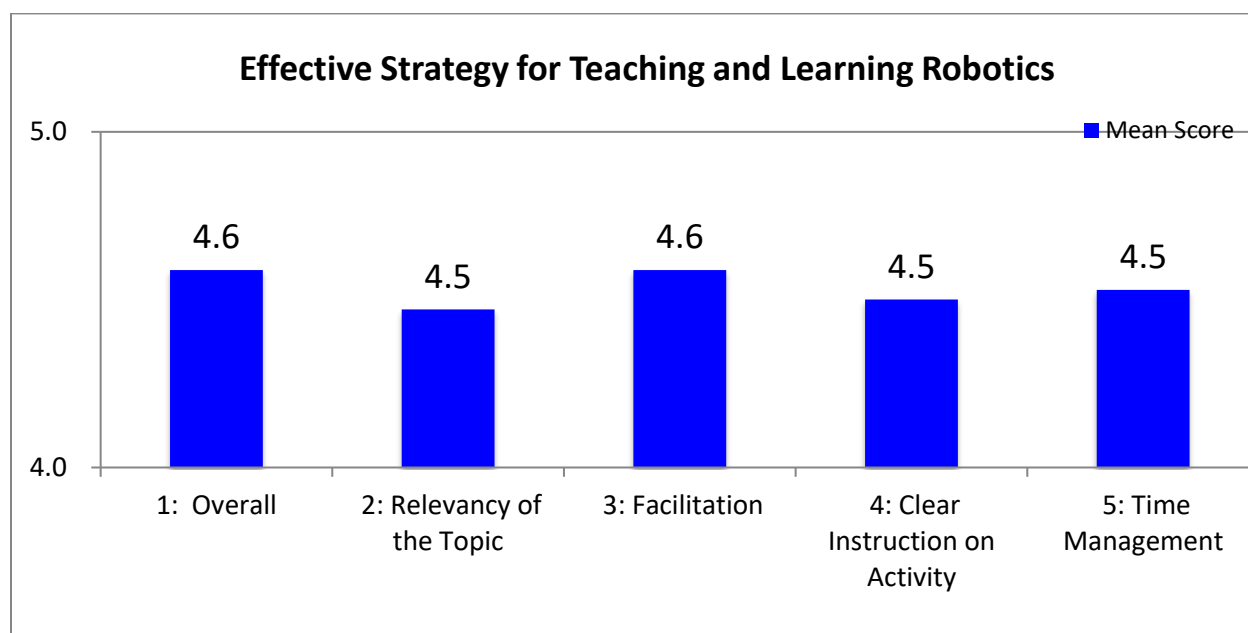 Effective Strategy for Teaching and Learning Robotics
5.0
Mean Score
4.6
4.5
4.6
4.5
4.5
4.0
1:  Overall
2: Relevancy of
the Topic
3: Facilitation
4: Clear
Instruction on
Activity
5: Time
Management